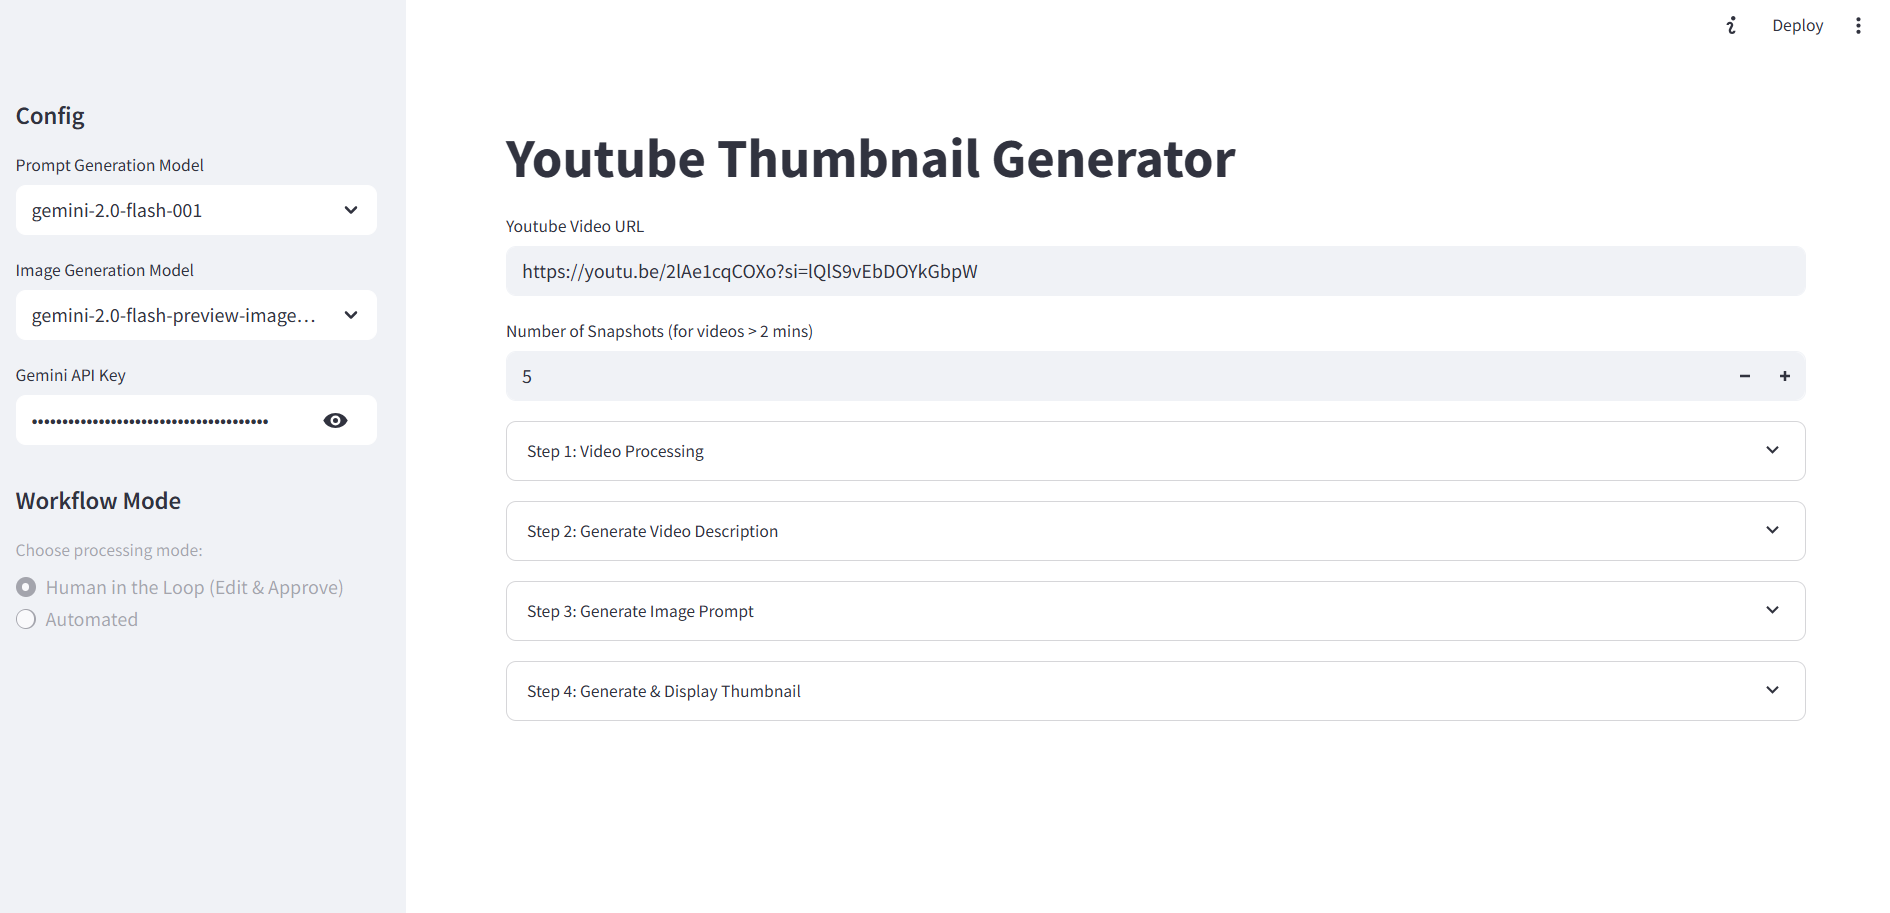 Deploy
Config
Prompt Generation Model
gemini-2.0-flash-001
Image Generation Model
gemini-2.0-flash-preview-image...
Gemini API Key
••••••••••••••••••••••••••••••••••••••
Workflow Mode
Choose processing mode:
Human in the Loop (Edit & Approve)
Automated
Youtube Thumbnail Generator
Youtube Video URL
https://youtu.be/2lAe1cqCOXo?si=lQlS9vEbDOYkGbpW
Number of Snapshots (for videos > 2 mins)
5
Step 1: Video Processing
Step 2: Generate Video Description
Step 3: Generate Image Prompt
Step 4: Generate & Display Thumbnail